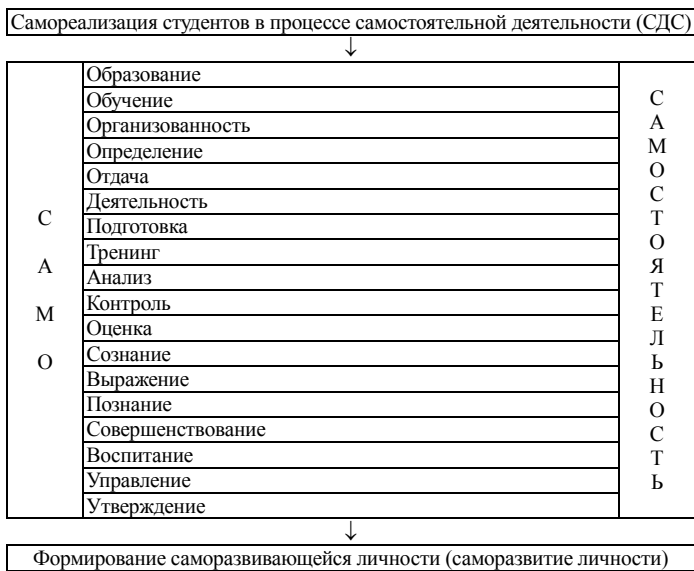 Самореализация студентов в процессе самостоятельной деятельности (СДС)
↓
САМО
Образование
Обучение
Организованность
Определение
Отдача
Деятельность
Подготовка
Тренинг
Анализ
Контроль
Оценка
Сознание
Выражение
Познание
Совершенствование
Воспитание
Управление
Утверждение
САМОСТОЯТЕЛЬНОСТЬ
↓
Формирование саморазвивающейся личности (саморазвитие личности)